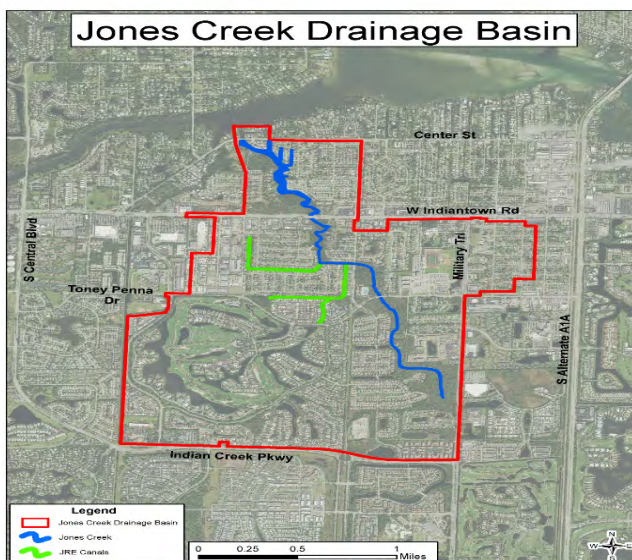 Jones Creek Drainage Basin
Center St
W Indiantown Rd
S Central Blvd
Military Trl
Toney Penna
Dr
S Alternate A1A
Indian Creek Pkwy
Legend
Jones Creek Drainage Basin
Jones Creek
JRE Canals
0 0.25 0.5 1
Miles
N
W E
S